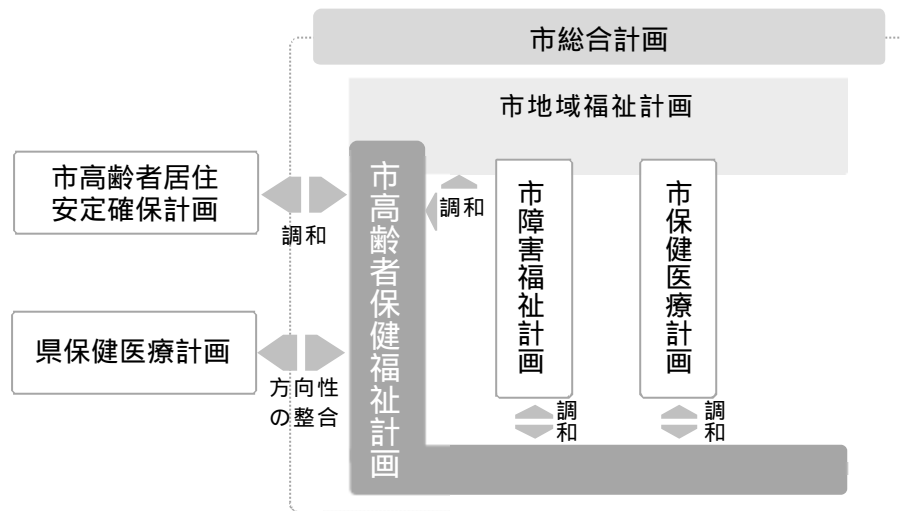 市総合計画
市地域福祉計画
市高齢者居住
安定確保計画
調和
県保健医療計画
方向性
の整合
市高齢者保健福祉計画
調和
市障害福祉計画
調和
市保健医療計画
調和